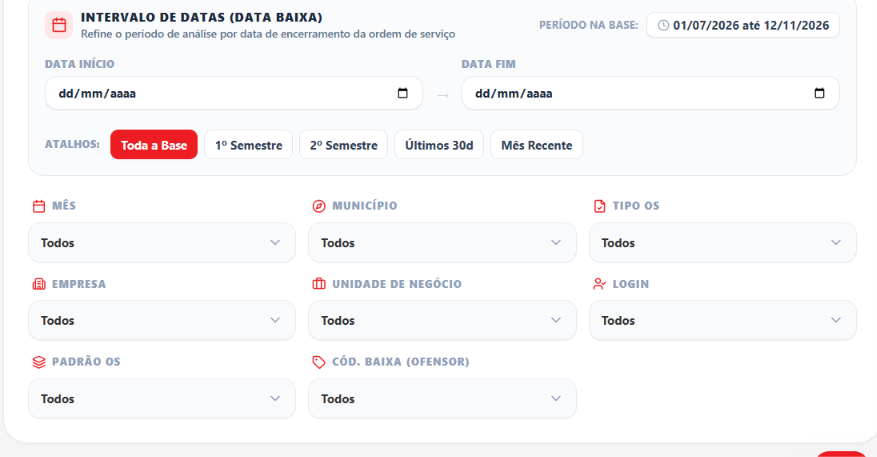 INTERVALO DE DATAS (DATA BAIXA)
Refine o período de análise por data de encerramento da ordem de serviço
PERÍODO NA BASE: 01/07/2026 até 12/11/2026
DATA INÍCIO
DATA FIM
dd/mm/aaaa → dd/mm/aaaa
ATALHOS: Toda a Base 1º Semestre 2º Semestre Últimos 30d Mês Recente
MÊS MUNICÍPIO TIPO OS
Todos Todos Todos
EMPRESA UNIDADE DE NEGÓCIO LOGIN
Todos Todos Todos
PADRÃO OS CÓD. BAIXA (OFENSOR)
Todos Todos